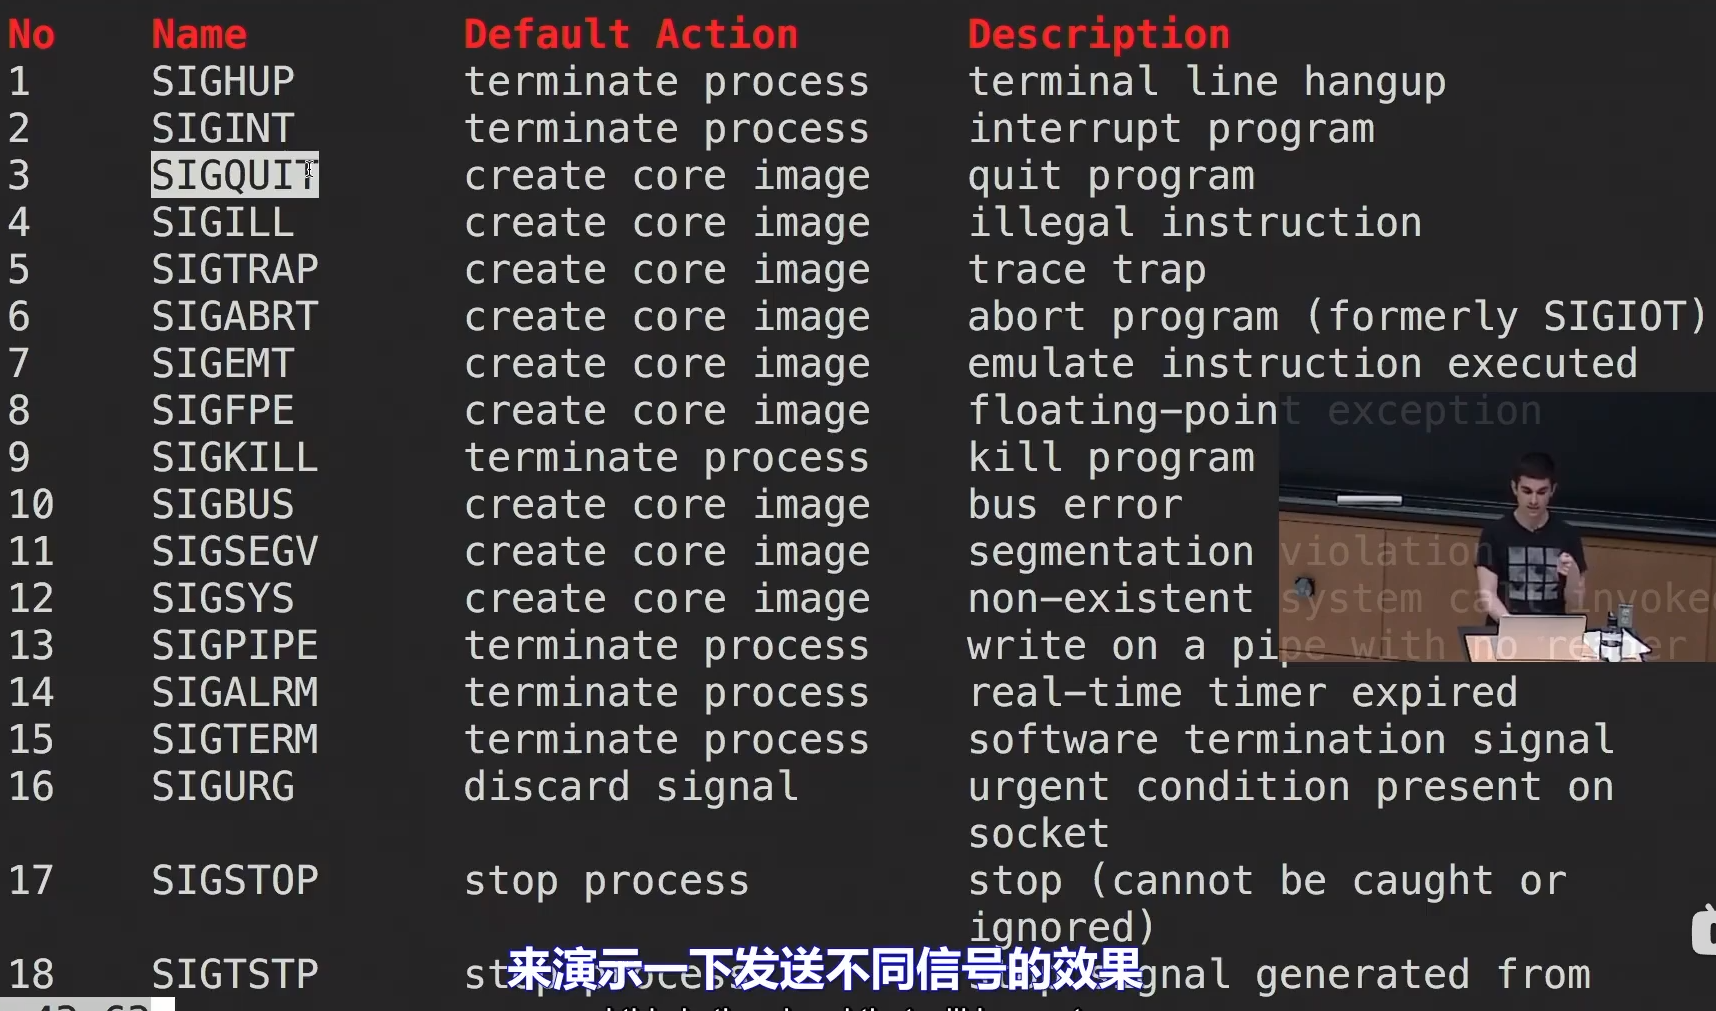 No Name Default Action Description
1 SIGHUP terminate process terminal line hangup
2 SIGINT terminate process interrupt program
3 SIGQUIT create core image quit program
4 SIGILL create core image illegal instruction
5 SIGTRAP create core image trace trap
6 SIGABRT create core image abort program (formerly SIGIOT)
7 SIGEMT create core image emulate instruction executed
8 SIGFPE create core image floating-point exception
9 SIGKILL terminate process kill program
10 SIGBUS create core image bus error
11 SIGSEGV create core image segmentation violation
12 SIGSYS create core image non-existent system call invoked
13 SIGPIPE terminate process write on a pipe with no reader
14 SIGALRM terminate process real-time timer expired
15 SIGTERM terminate process software termination signal
16 SIGURG discard signal urgent condition present on
socket
17 SIGSTOP stop process stop (cannot be caught or
ignored)
18 SIGTSTP stop process signal generated from
来演示一下发送不同信号的效果